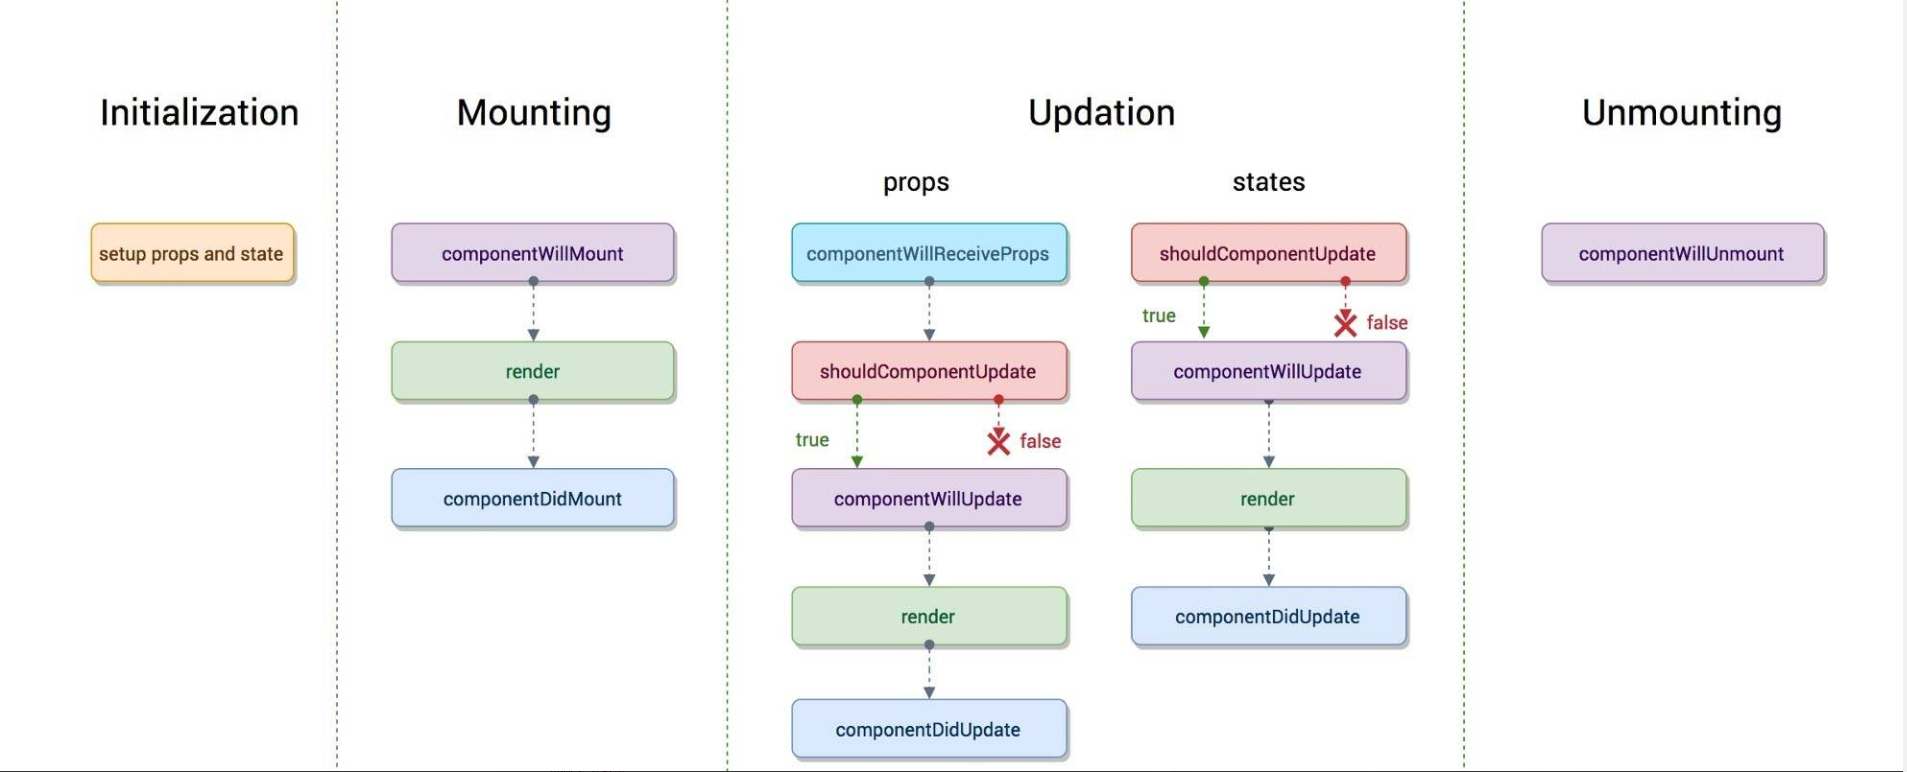 Initialization
setup props and state
Mounting
componentWillMount
render
componentDidMount
Updation
props
componentWillReceiveProps
shouldComponentUpdate
true
false
componentWillUpdate
render
componentDidUpdate
states
shouldComponentUpdate
true
false
componentWillUpdate
render
componentDidUpdate
Unmounting
componentWillUnmount